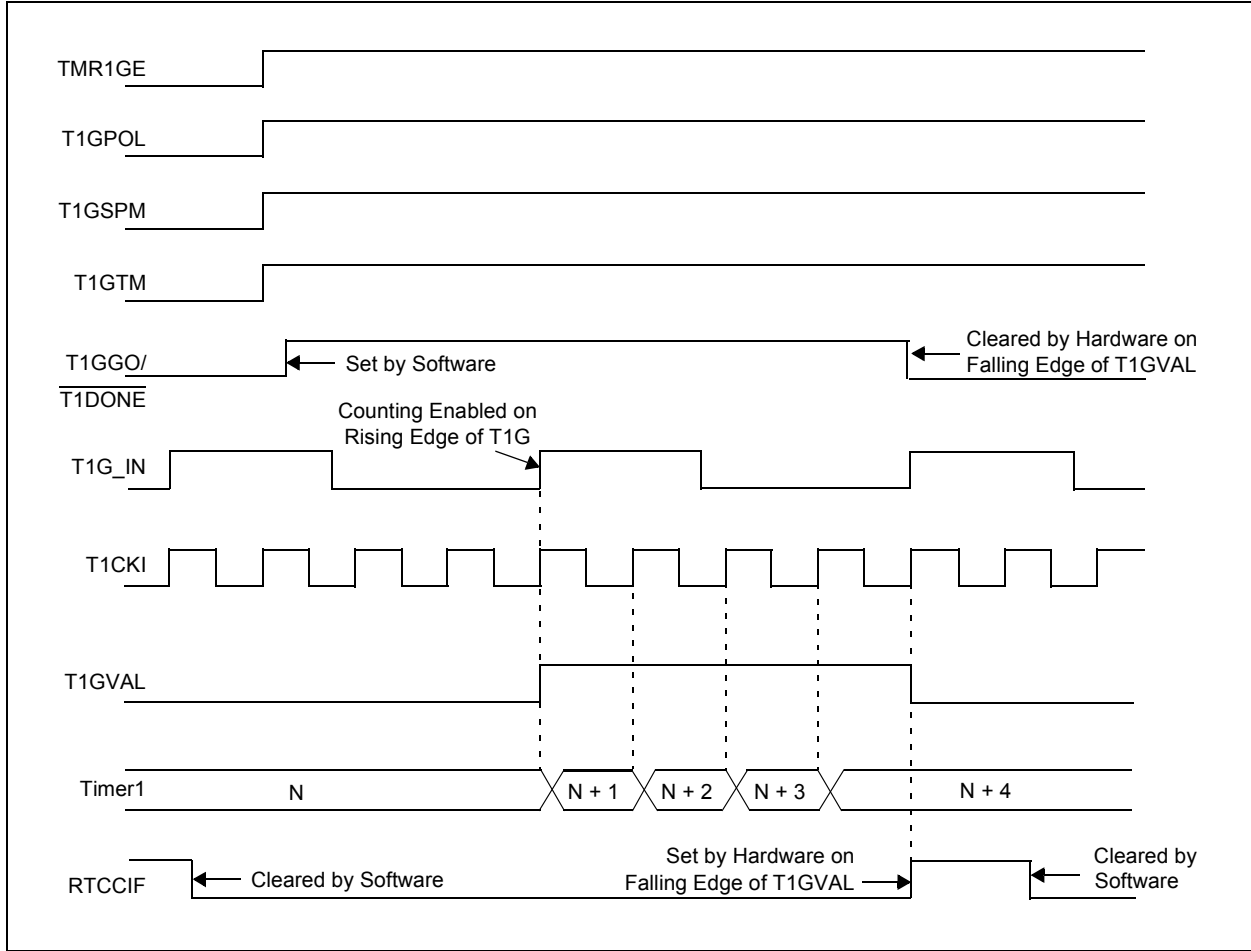 TMR1GE
T1GPOL
T1GSPM
T1GTM
T1GGO/
T1DONE
Set by Software
Cleared by Hardware on
Falling Edge of T1GVAL
Counting Enabled on
Rising Edge of T1G
T1G_IN
T1CKI
T1GVAL
Timer1
N
N + 1
N + 2
N + 3
N + 4
RTCCIF
Cleared by Software
Set by Hardware on
Falling Edge of T1GVAL
Cleared by
Software